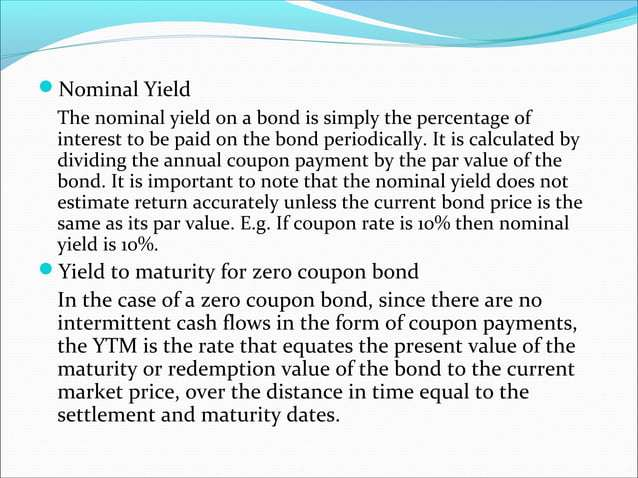 Nominal Yield
The nominal yield on a bond is simply the percentage of
interest to be paid on the bond periodically. It is calculated by
dividing the annual coupon payment by the par value of the
bond. It is important to note that the nominal yield does not
estimate return accurately unless the current bond price is the
same as its par value. E.g. If coupon rate is 10% then nominal
yield is 10%.
Yield to maturity for zero coupon bond
In the case of a zero coupon bond, since there are no
intermittent cash flows in the form of coupon payments,
the YTM is the rate that equates the present value of the
maturity or redemption value of the bond to the current
market price, over the distance in time equal to the
settlement and maturity dates.